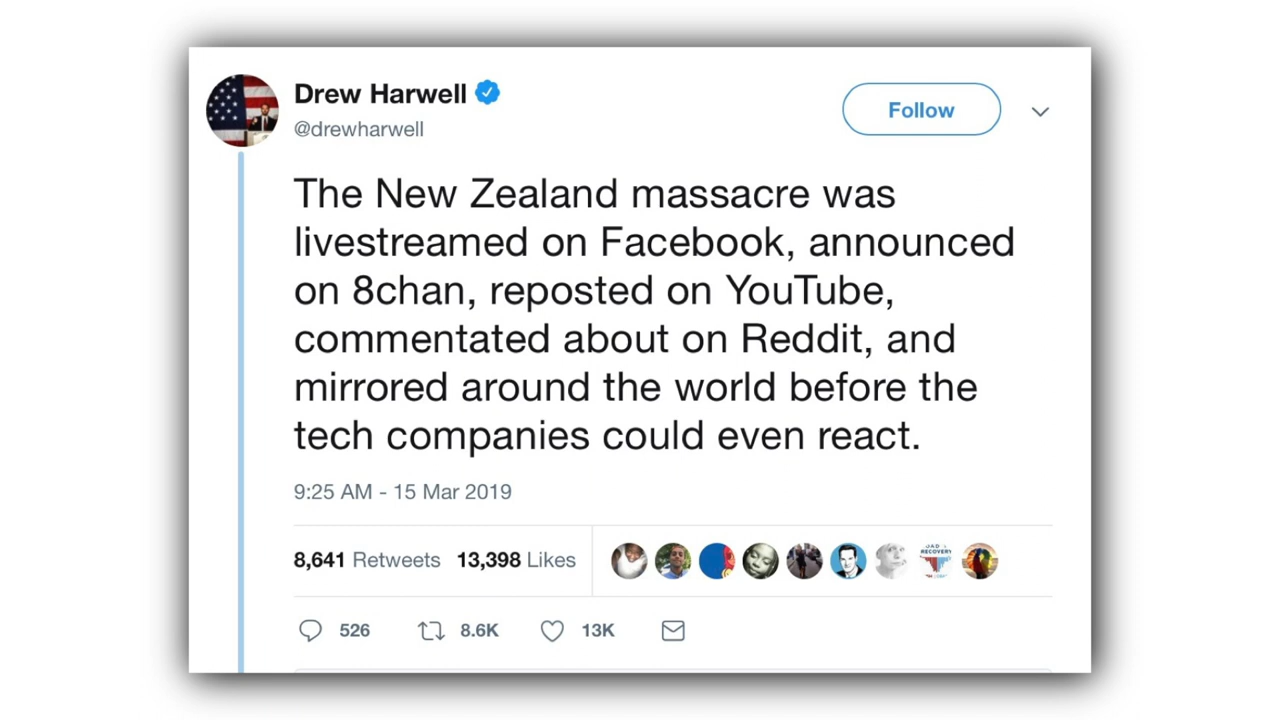 Drew Harwell
@drewharwell
Follow
The New Zealand massacre was
livestreamed on Facebook, announced
on 8chan, reposted on YouTube,
commentated about on Reddit, and
mirrored around the world before the
tech companies could even react.
9:25 AM - 15 Mar 2019
8,641 Retweets 13,398 Likes
RECOVERY
526 8.6K 13K